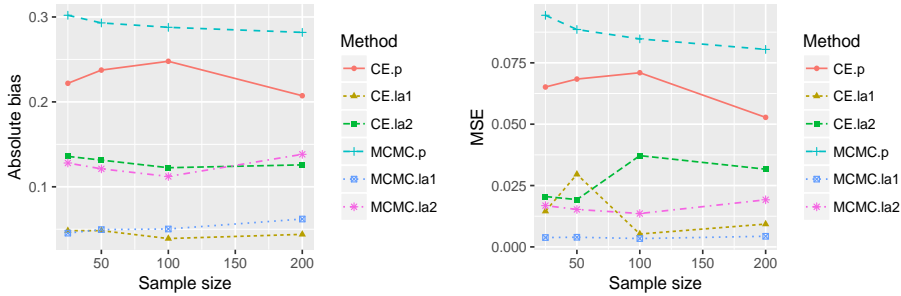 Absolute bias
0.3
0.2
0.1
50
100
150
200
Sample size
Method
CE.p
CE.la1
CE.la2
MCMC.p
MCMC.la1
MCMC.la2
MSE
0.075
0.050
0.025
0.000
50
100
150
200
Sample size
Method
CE.p
CE.la1
CE.la2
MCMC.p
MCMC.la1
MCMC.la2